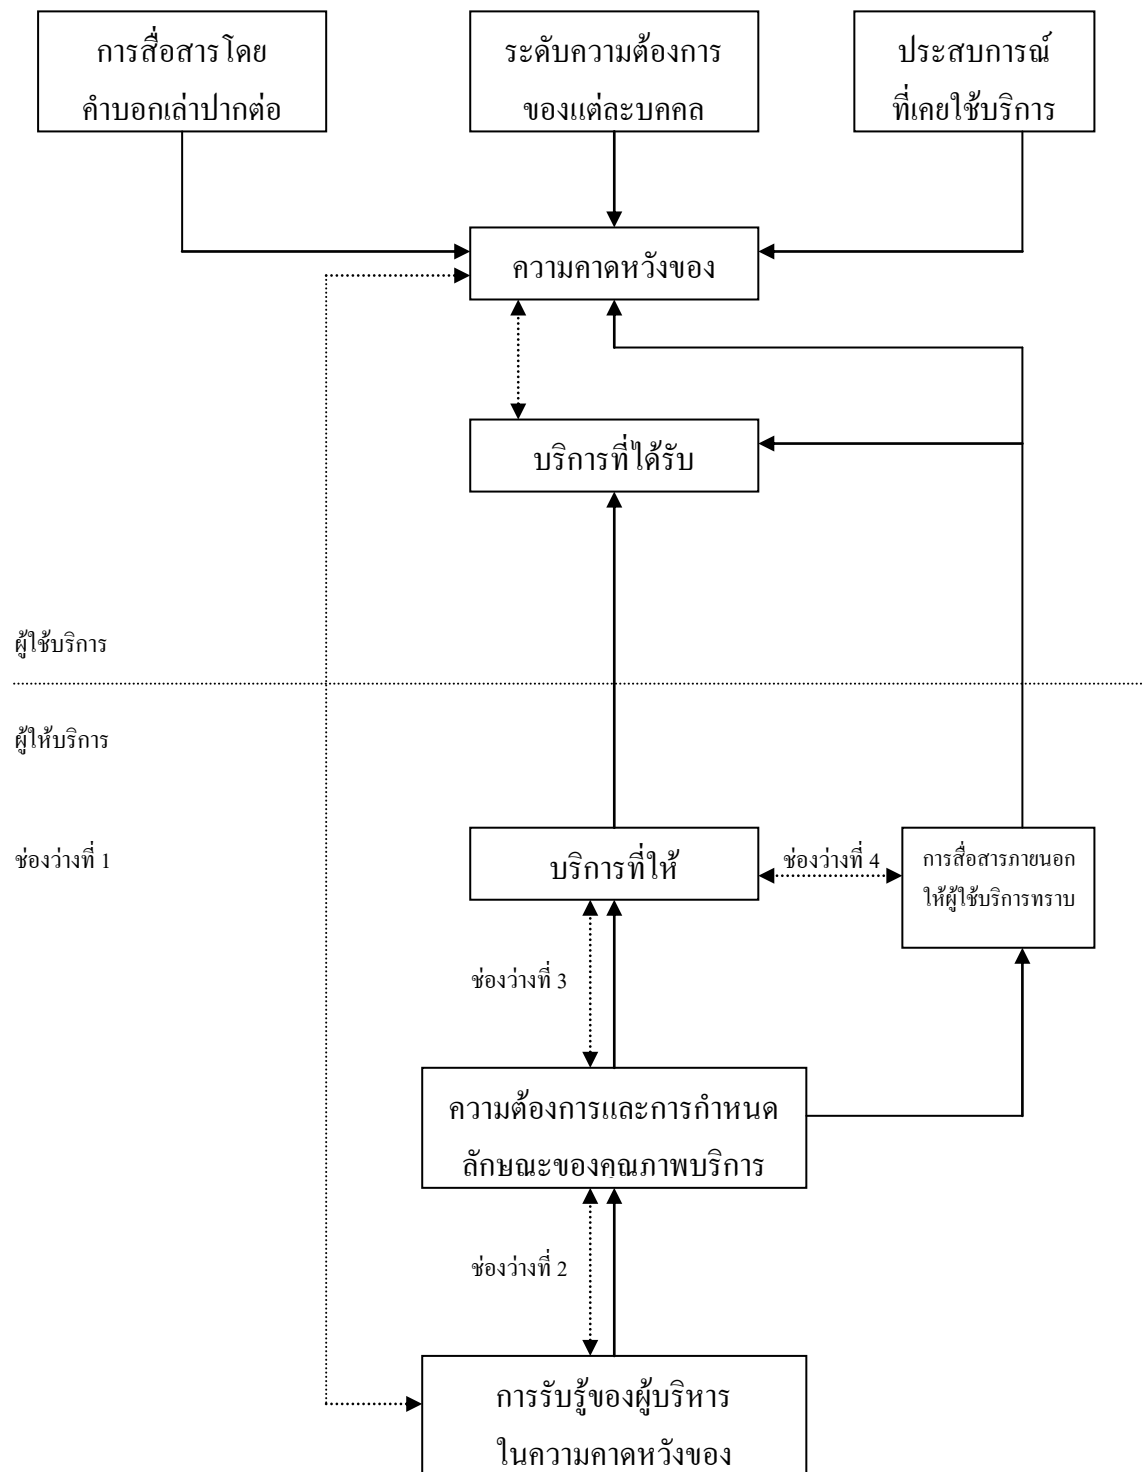 การสื่อสารโดย
คำบอกเล่าปากต่อ
ระดับความต้องการ
ของแต่ละบุคคล
ประสบการณ์
ที่เคยใช้บริการ
ความคาดหวังของ
บริการที่ได้รับ
ผู้ใช้บริการ
ผู้ให้บริการ
ช่องว่างที่ 1
บริการที่ให้
ช่องว่างที่ 4
การสื่อสารภายนอก
ให้ผู้ใช้บริการทราบ
ช่องว่างที่ 3
ความต้องการและการกำหนด
ลักษณะของคุณภาพบริการ
ช่องว่างที่ 2
การรับรู้ของผู้บริหาร
ในความคาดหวังของ